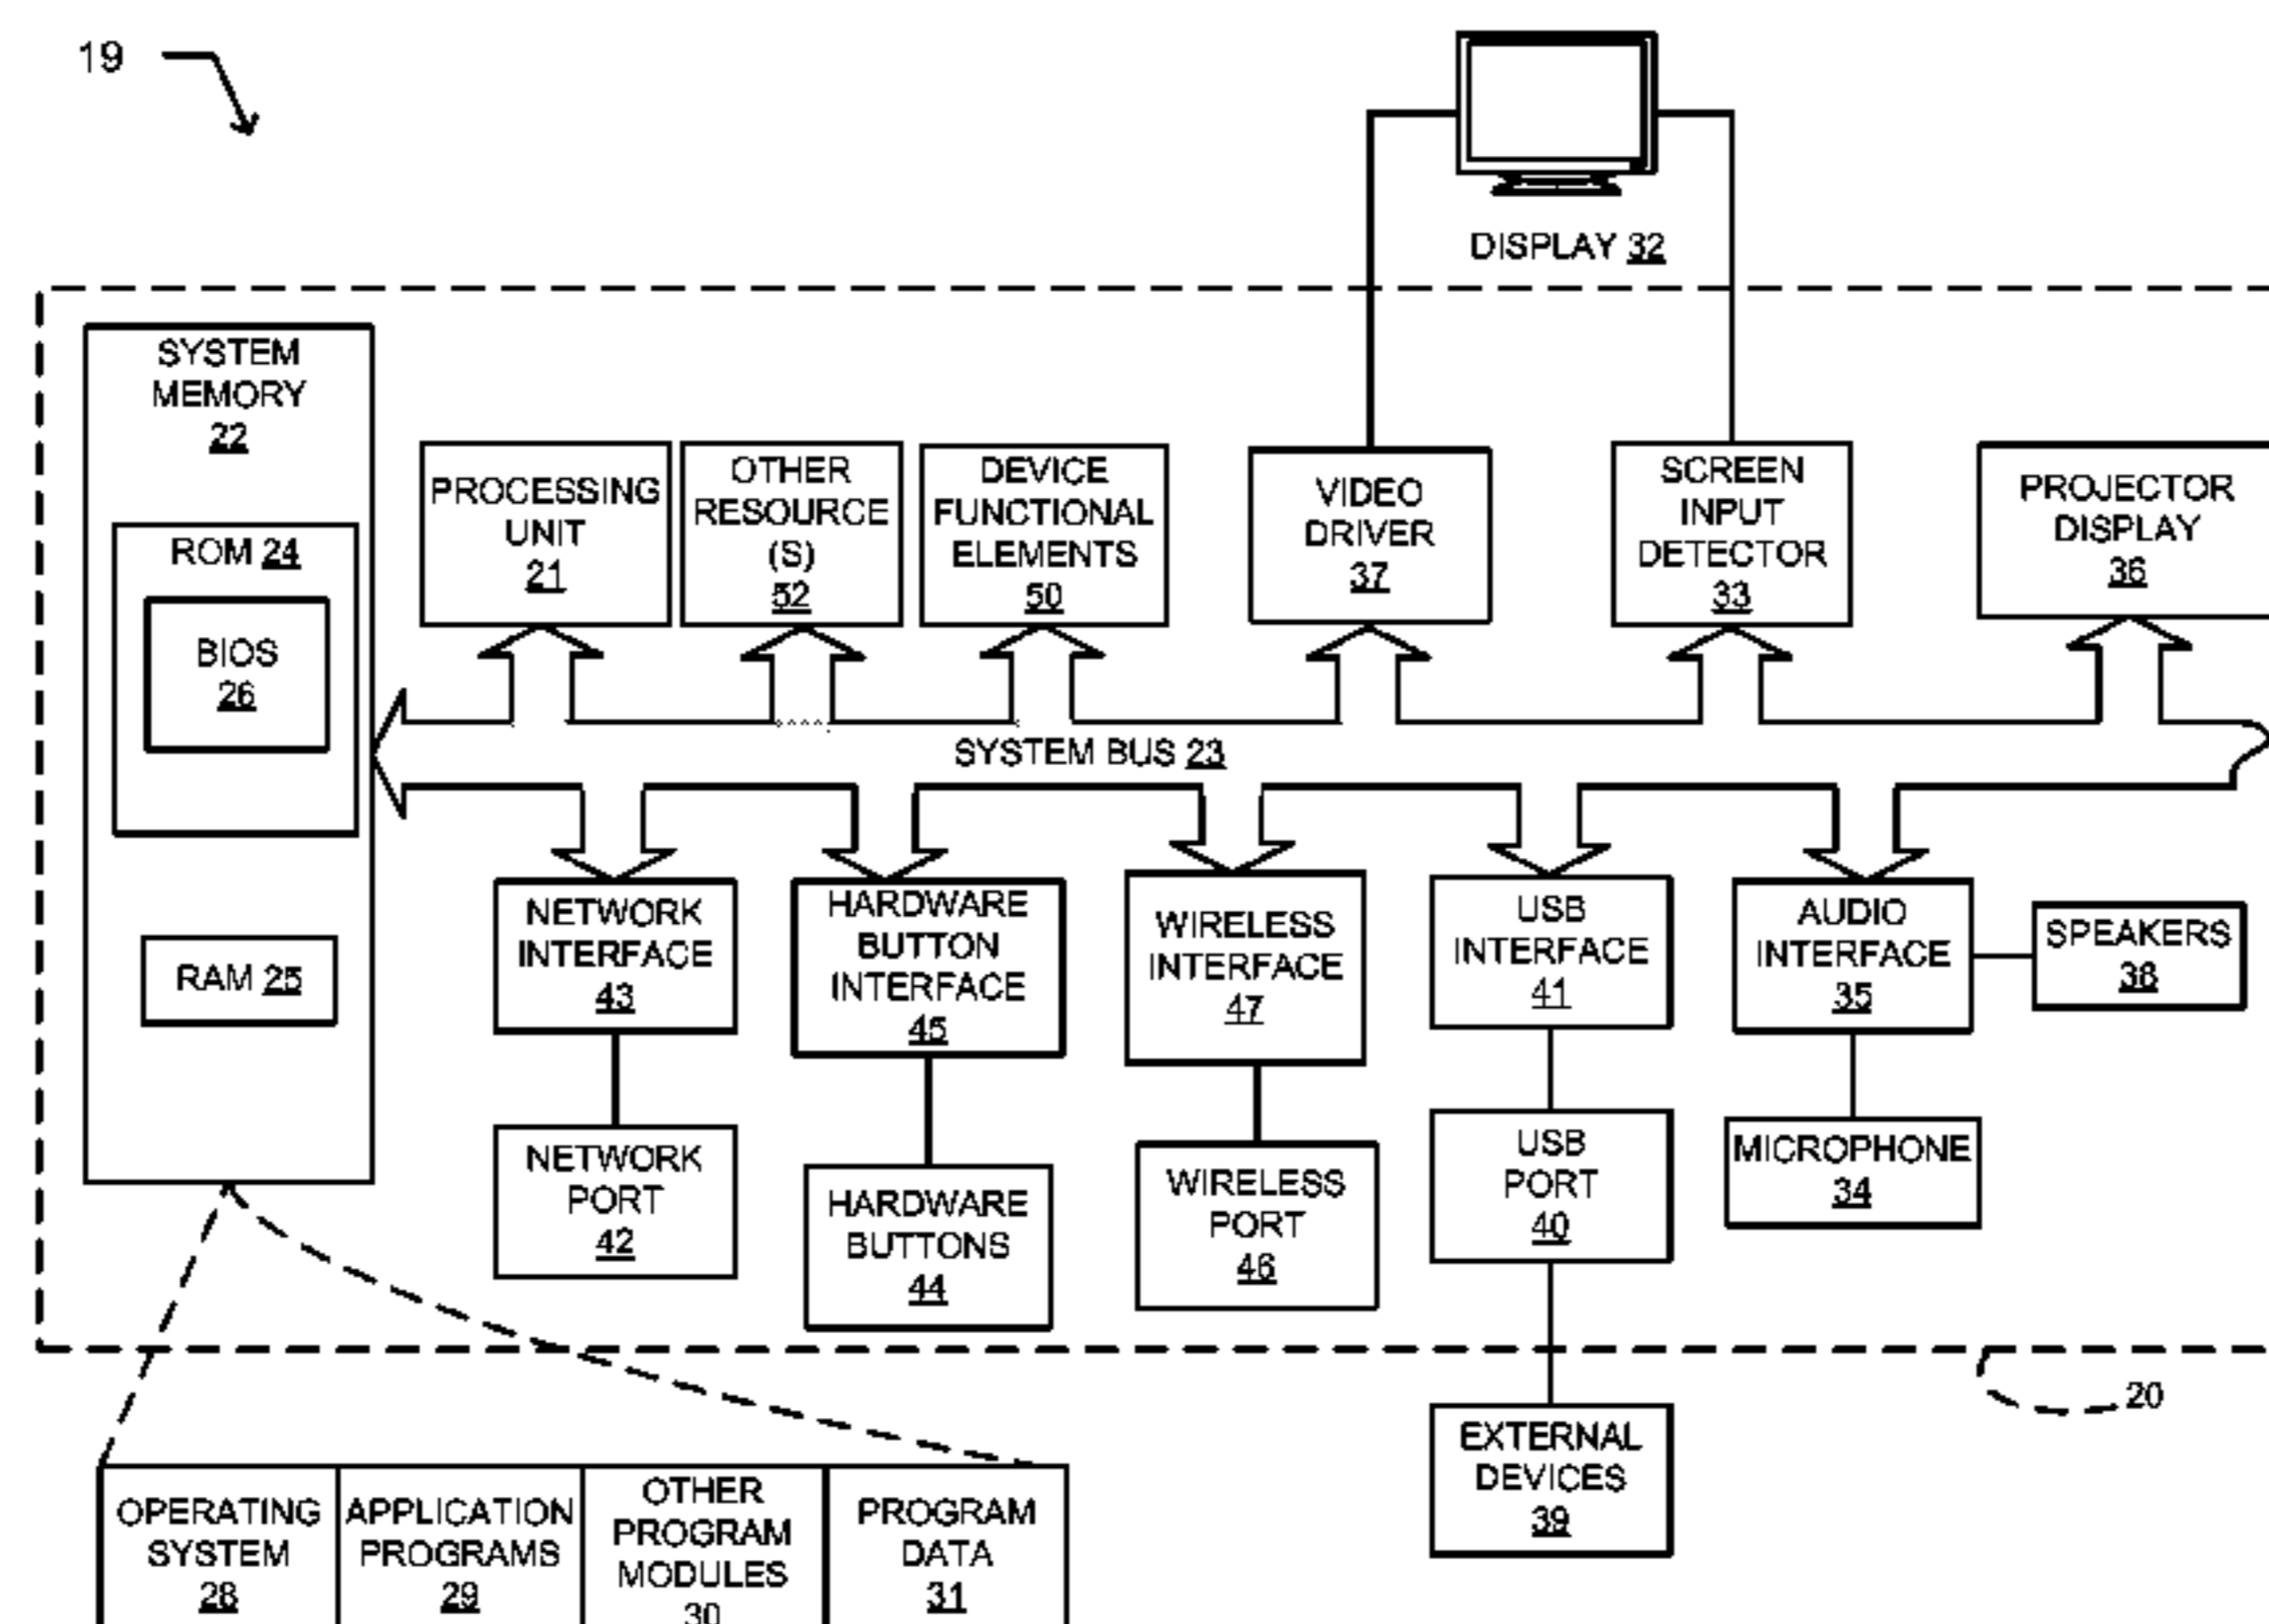 19
DISPLAY 32
SYSTEM
MEMORY
22
ROM 24
BIOS
26
RAM 25
PROCESSING
UNIT
21
OTHER
RESOURCE
(S)
52
DEVICE
FUNCTIONAL
ELEMENTS
50
VIDEO
DRIVER
37
SCREEN
INPUT
DETECTOR
33
PROJECTOR
DISPLAY
36
SYSTEM BUS 23
NETWORK
INTERFACE
43
HARDWARE
BUTTON
INTERFACE
45
WIRELESS
INTERFACE
47
USB
INTERFACE
41
AUDIO
INTERFACE
35
SPEAKERS
38
NETWORK
PORT
42
HARDWARE
BUTTONS
44
WIRELESS
PORT
46
USB
PORT
40
MICROPHONE
34
20
EXTERNAL
DEVICES
39
OPERATING
SYSTEM
28
APPLICATION
PROGRAMS
29
OTHER
PROGRAM
MODULES
30
PROGRAM
DATA
31